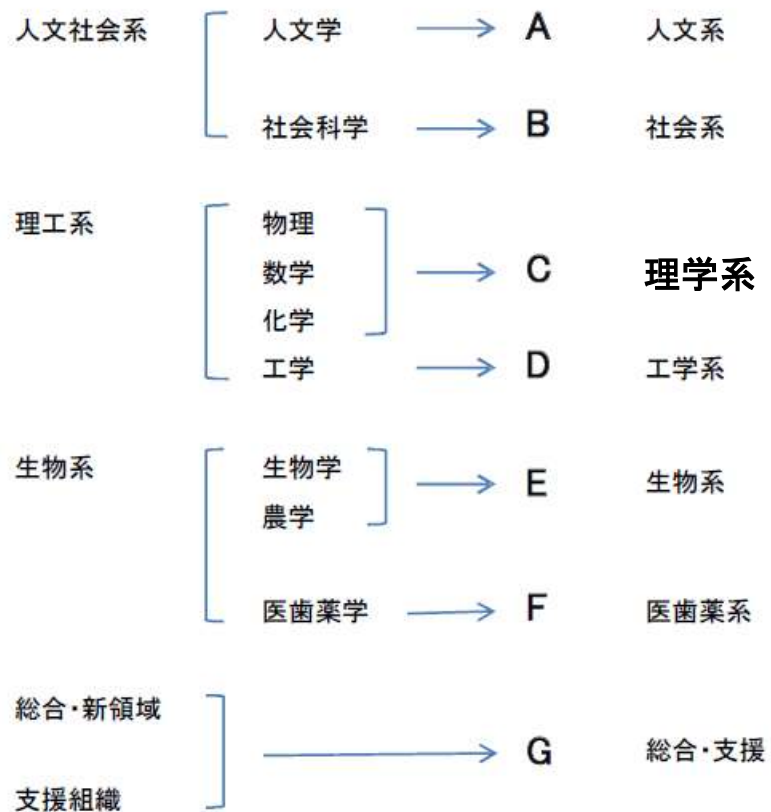 人文社会系 人文学 A 人文系
社会科学 B 社会系
理工系 物理
数学 C 理学系
化学
工学 D 工学系
生物系 生物学 E 生物系
農学
医歯薬学 F 医歯薬系
総合・新領域
G 総合・支援
支援組織